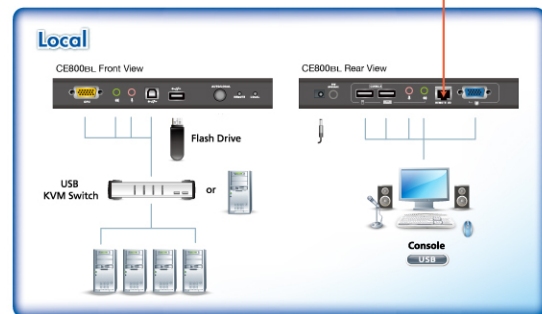 Local
CE800BL Front View
CE800BL Rear View
Flash Drive
USB
KVM Switch
or
Console
USB